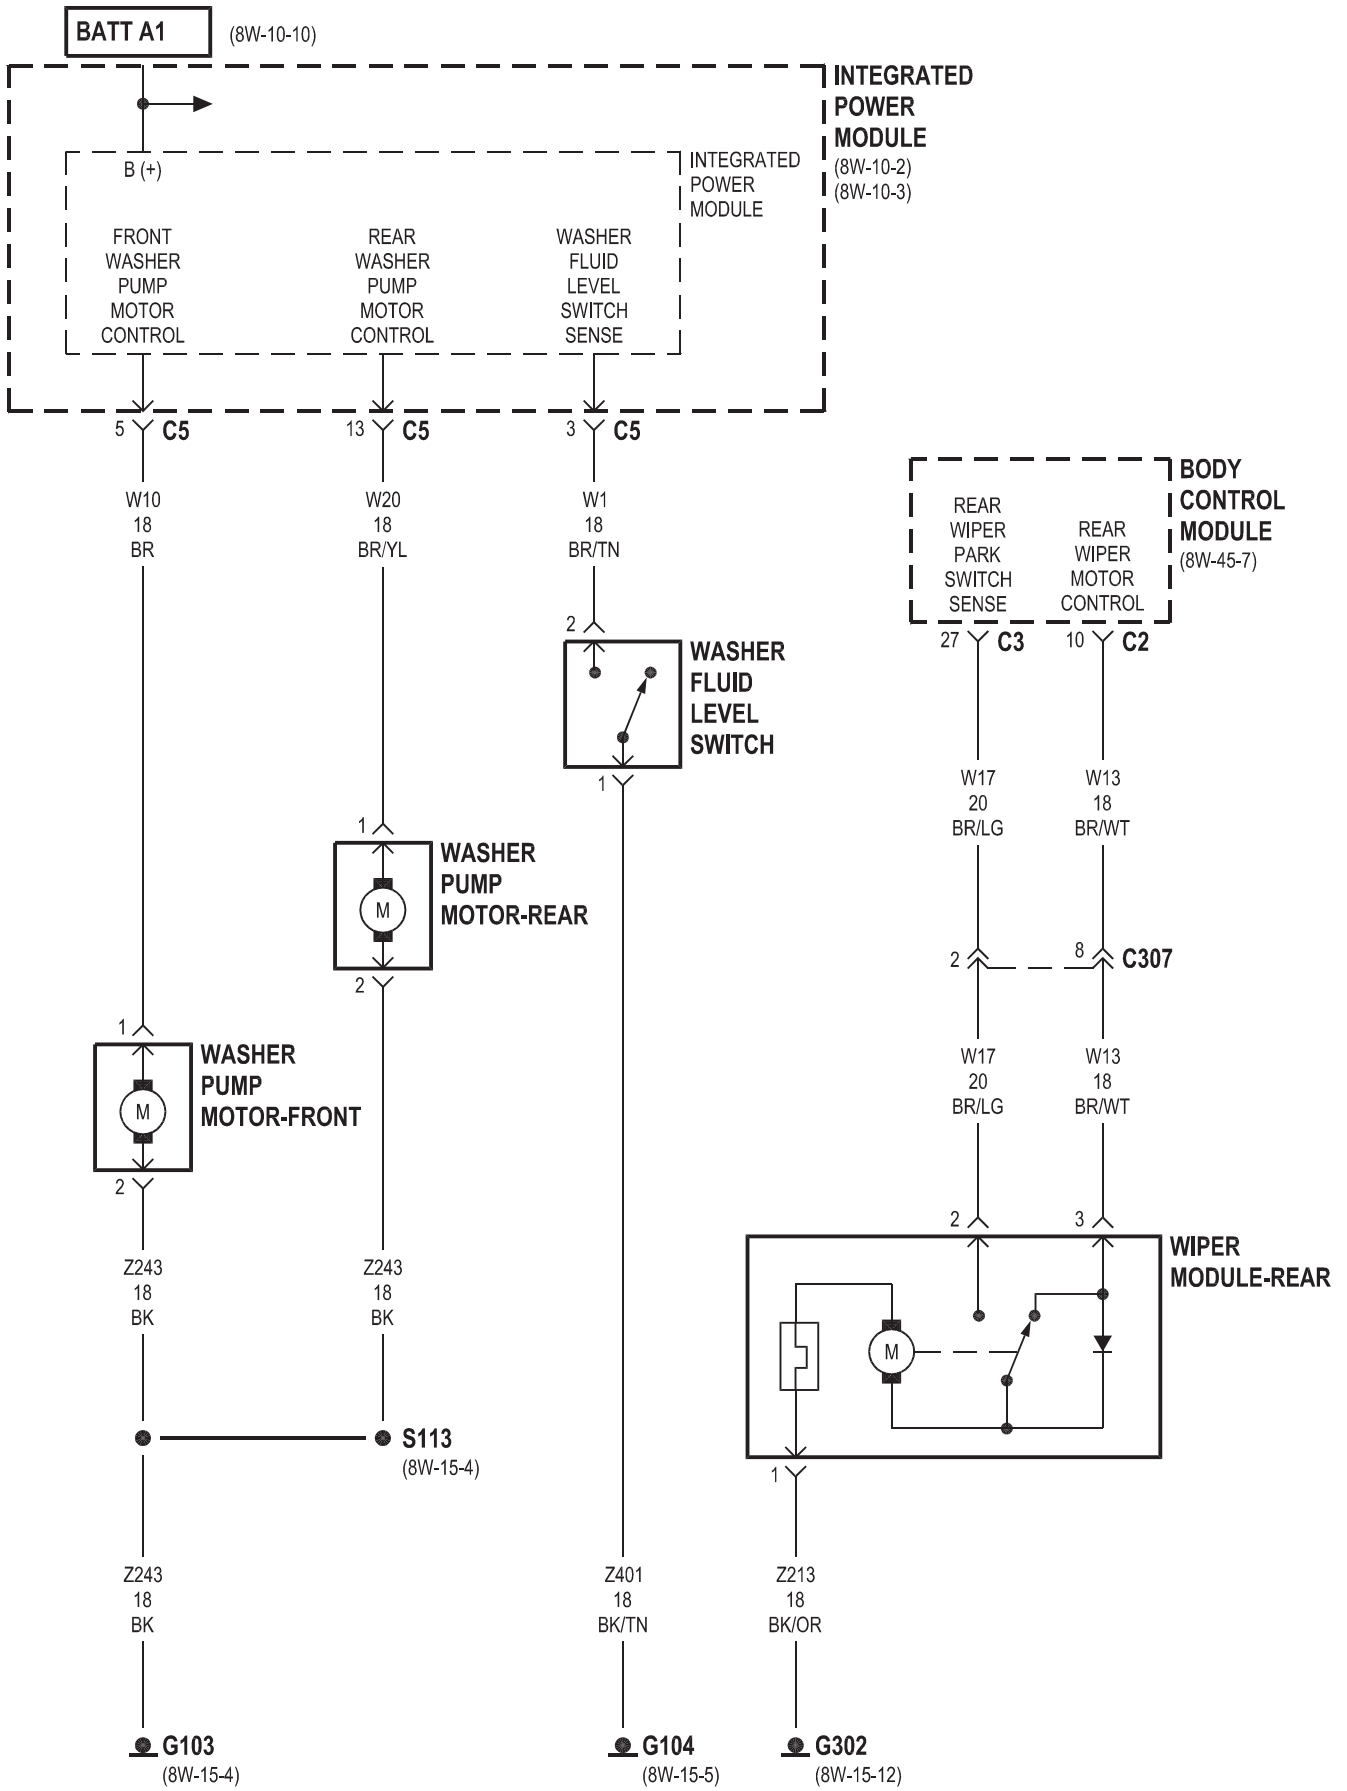 BATT A1
(8W-10-10)
INTEGRATED
POWER
MODULE
(8W-10-2)
(8W-10-3)
B (+)
INTEGRATED
POWER
MODULE
FRONT
WASHER
PUMP
MOTOR
CONTROL
REAR
WASHER
PUMP
MOTOR
CONTROL
WASHER
FLUID
LEVEL
SWITCH
SENSE
5
C5
13
C5
3
C5
W10
18
BR
W20
18
BR/YL
W1
18
BR/TN
BODY
CONTROL
MODULE
(8W-45-7)
REAR
WIPER
PARK
SWITCH
SENSE
REAR
WIPER
MOTOR
CONTROL
27
C3
10
C2
2
WASHER
FLUID
LEVEL
SWITCH
1
W17
20
BR/LG
W13
18
BR/WT
1
WASHER
PUMP
MOTOR-REAR
M
2
2
8
C307
1
WASHER
PUMP
MOTOR-FRONT
M
2
W17
20
BR/LG
W13
18
BR/WT
2
3
WIPER
MODULE-REAR
M
1
Z243
18
BK
Z243
18
BK
S113
(8W-15-4)
Z243
18
BK
Z401
18
BK/TN
Z213
18
BK/OR
G103
(8W-15-4)
G104
(8W-15-5)
G302
(8W-15-12)